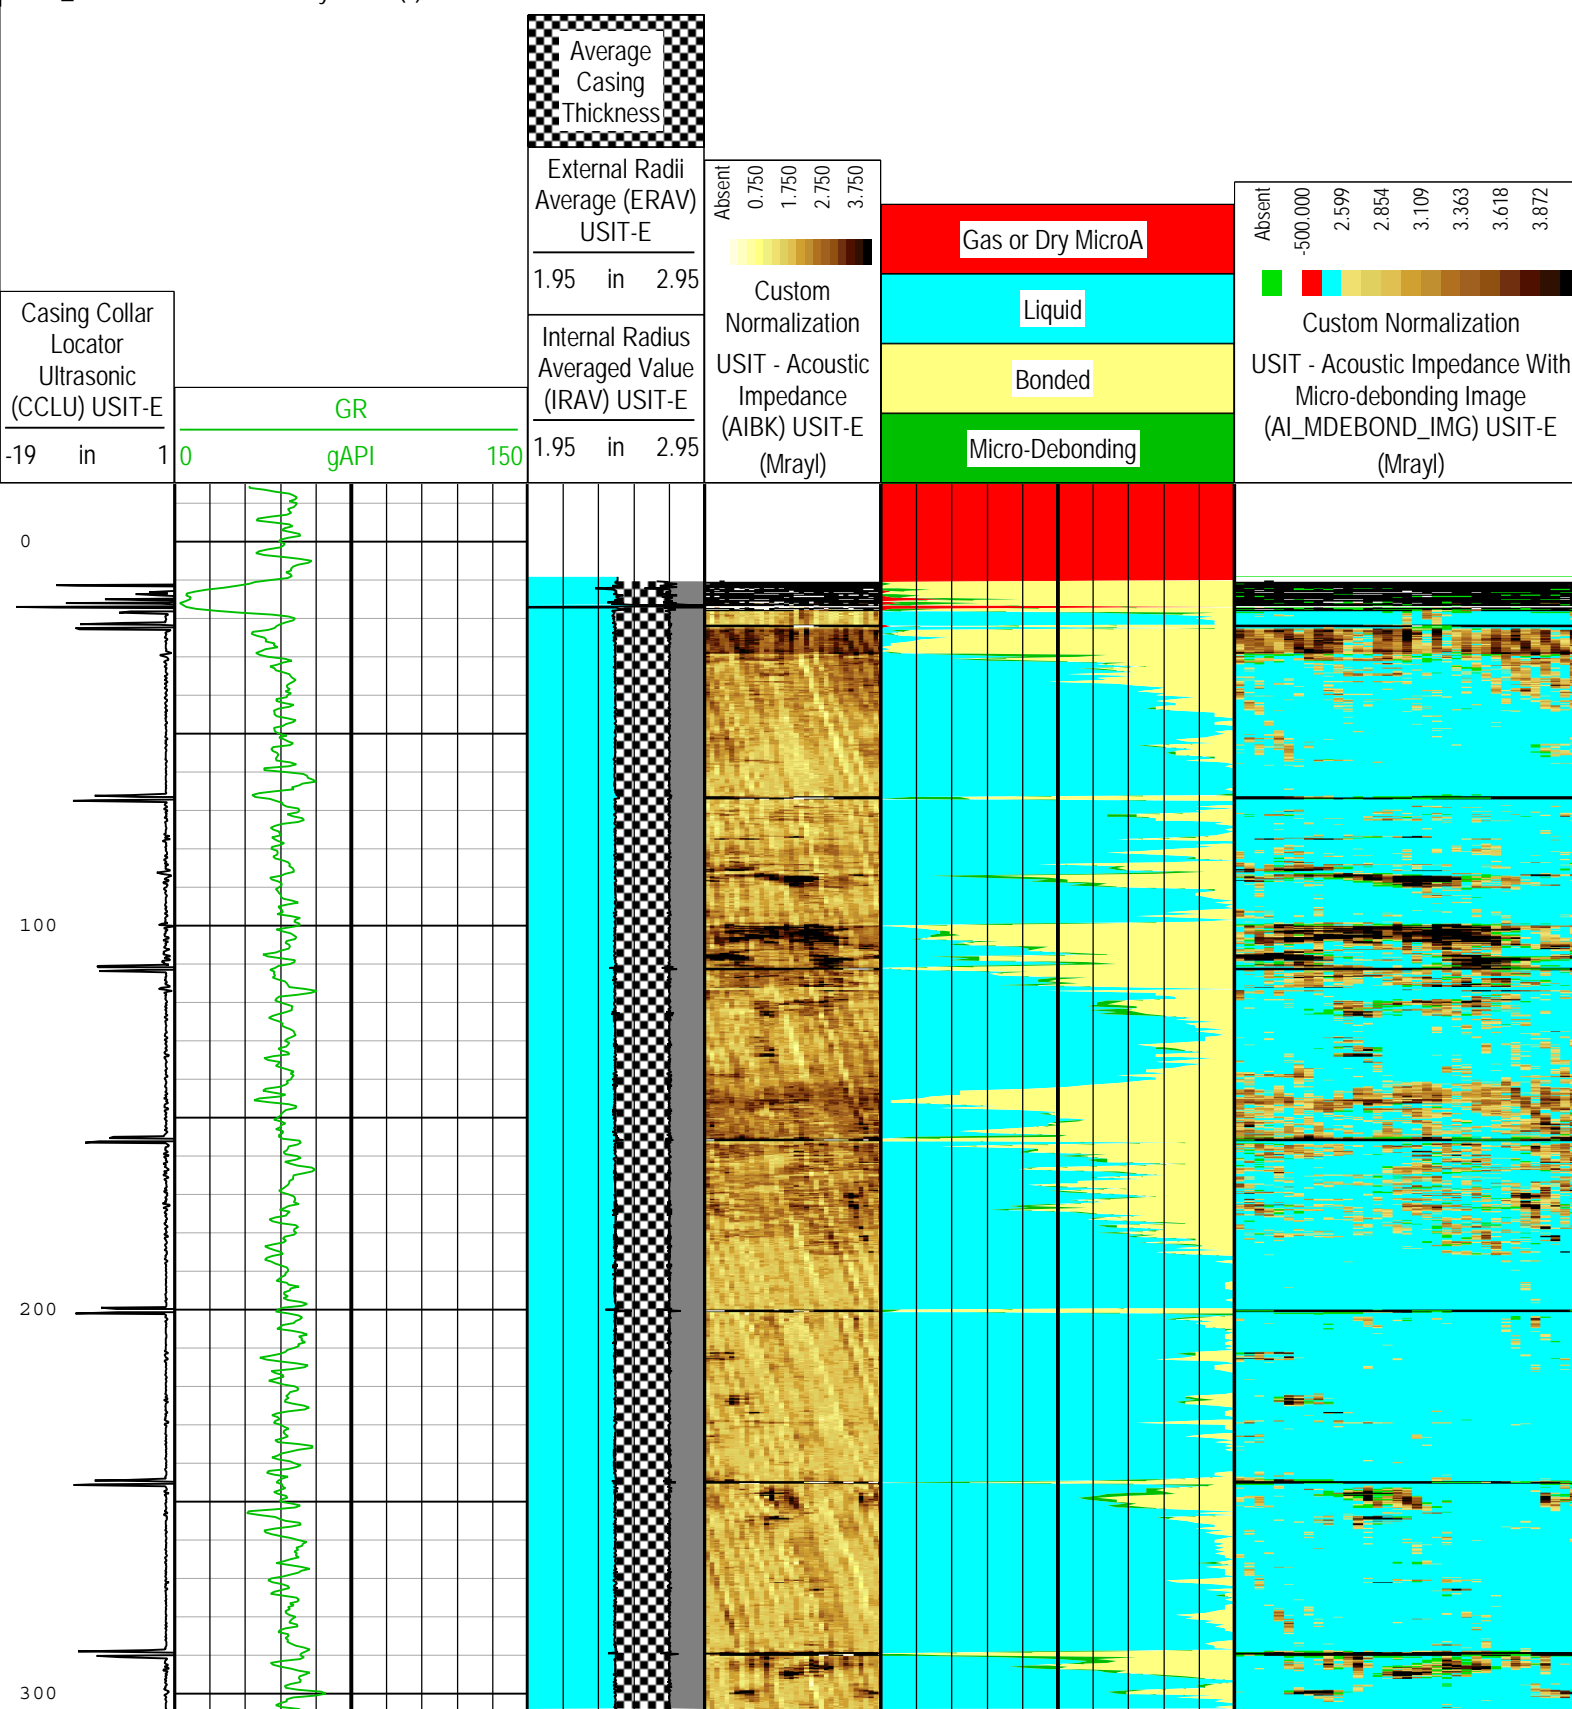 Average
Casing
Thickness
External Radii
Average (ERAV)
USIT-E
1.95 in 2.95
Internal Radius
Averaged Value
(IRAV) USIT-E
1.95 in 2.95
Casing Collar
Locator
Ultrasonic
(CCLU) USIT-E
-19 in 1
GR
0 gAPI 150
Absent 0.750 1.750 2.750 3.750
Custom
Normalization
USIT - Acoustic
Impedance
(AIBK) USIT-E
(Mrayl)
Gas or Dry MicroA
Liquid
Bonded
Micro-Debonding
Absent -500.000 2.599 2.854 3.109 3.363 3.618 3.872
Custom Normalization
USIT - Acoustic Impedance With
Micro-debonding Image
(AI_MDEBOND_IMG) USIT-E
(Mrayl)
0
100
200
300